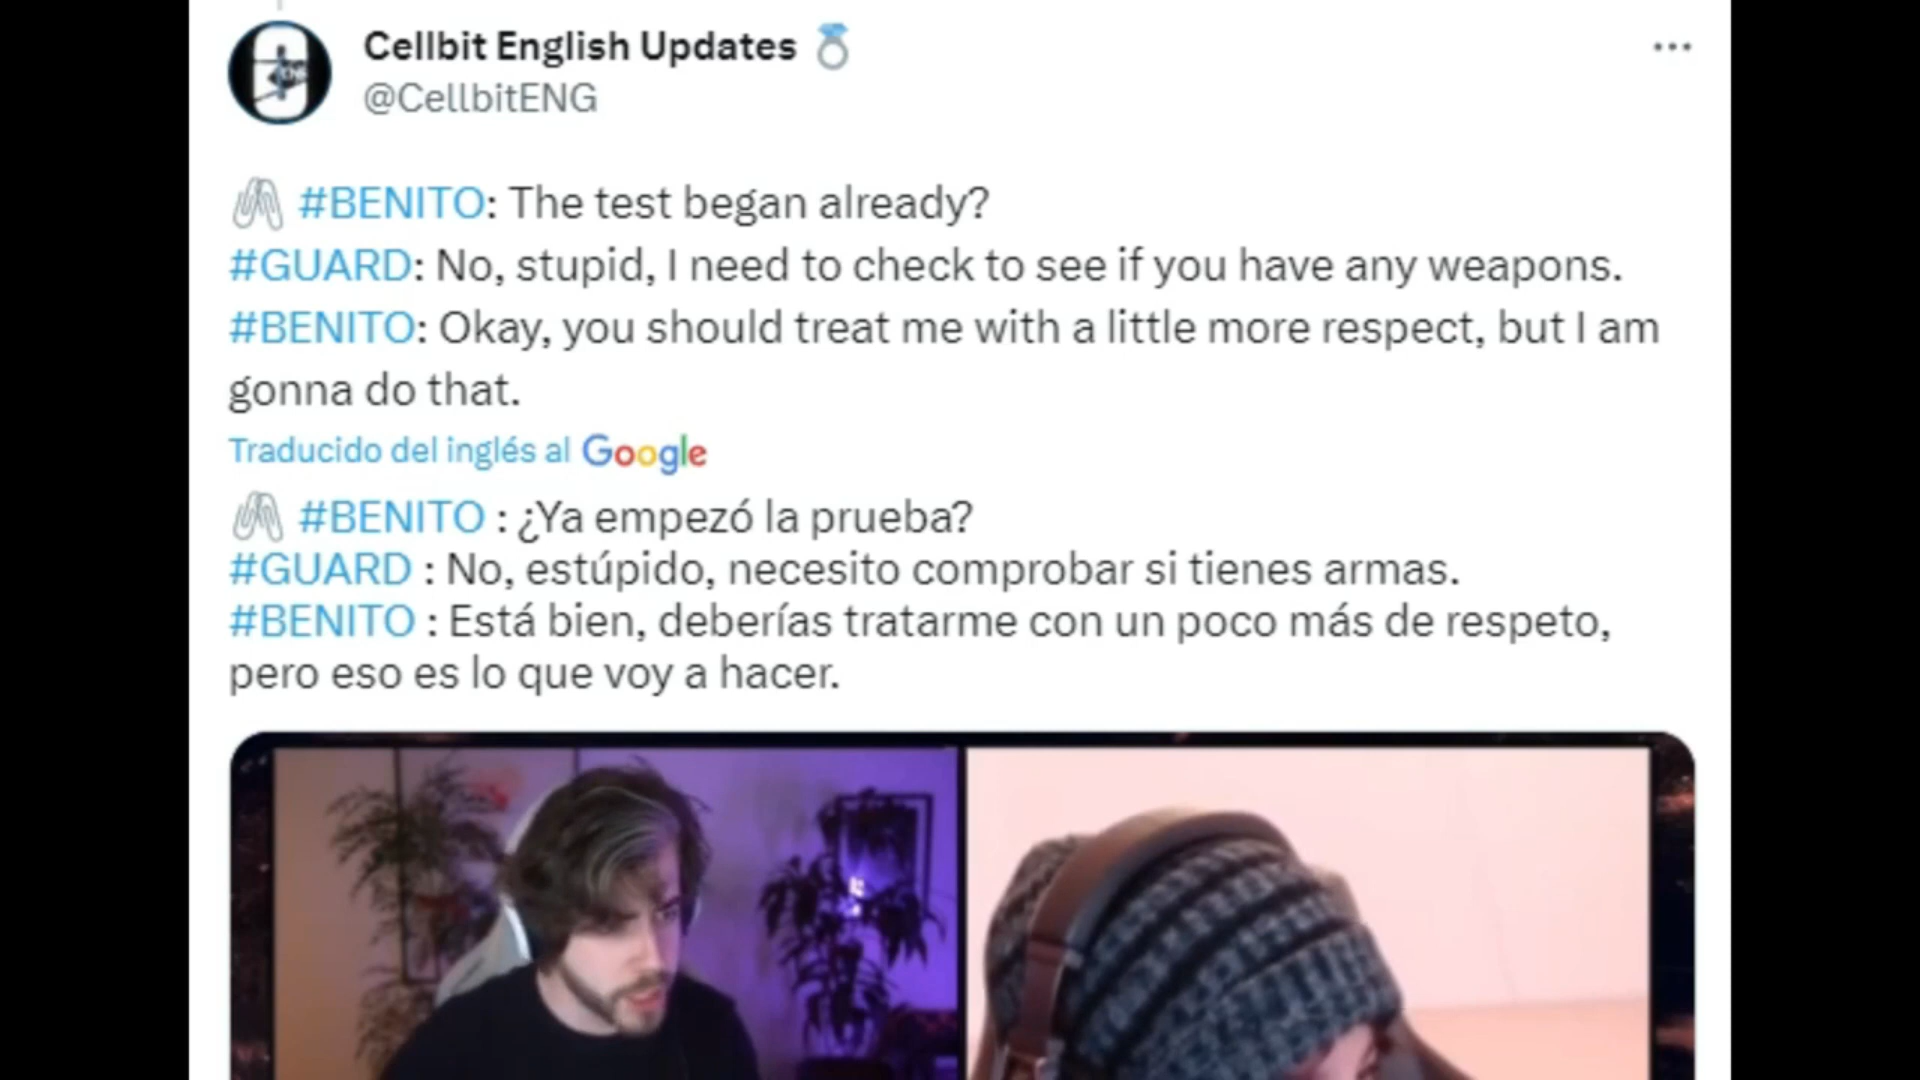 Cellbit English Updates
@CellbitENG
#BENITO: The test began already?
#GUARD: No, stupid, I need to check to see if you have any weapons.
#BENITO: Okay, you should treat me with a little more respect, but I am
gonna do that.
Traducido del inglés al Google
#BENITO : ¿Ya empezó la prueba?
#GUARD : No, estúpido, necesito comprobar si tienes armas.
#BENITO : Está bien, deberías tratarme con un poco más de respeto,
pero eso es lo que voy a hacer.